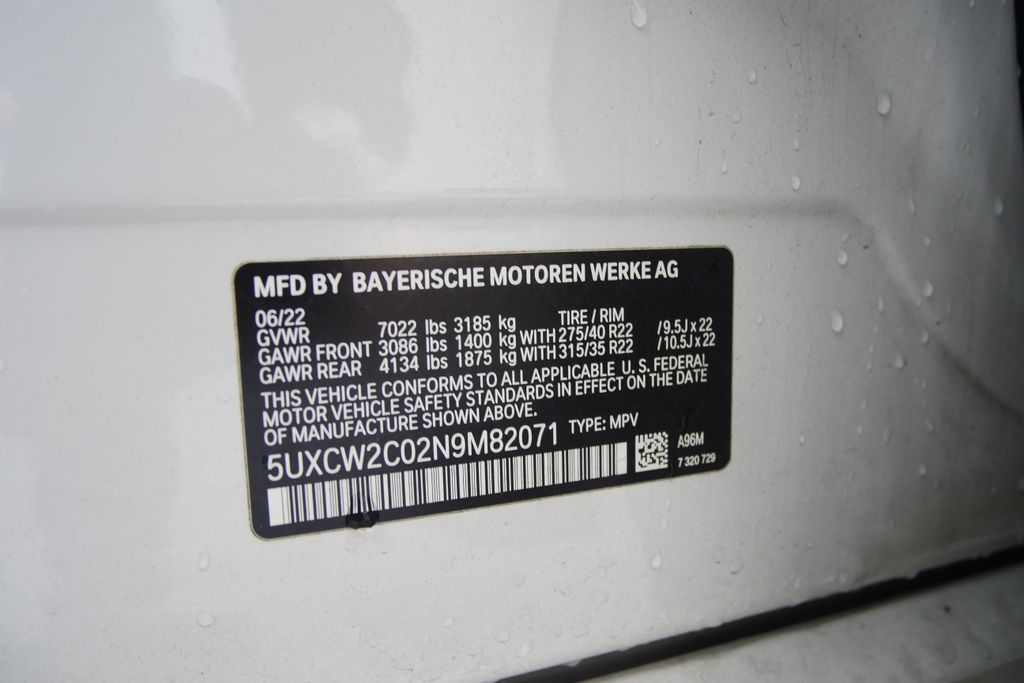 MFD BY BAYERISCHE MOTOREN WERKE AG
06/22 TIRE / RIM
GVWR 7022 lbs 3185 kg
GAWR FRONT 3086 lbs 1400 kg WITH 275/40 R22 /9.5J x 22
GAWR REAR 4134 lbs 1875 kg WITH 315/35 R22 /10.5J x 22
THIS VEHICLE CONFORMS TO ALL APPLICABLE U. S. FEDERAL
MOTOR VEHICLE SAFETY STANDARDS IN EFFECT ON THE DATE
OF MANUFACTURE SHOWN ABOVE.
5UXCW2C02N9M82071 TYPE: MPV
A96M
7 320 729